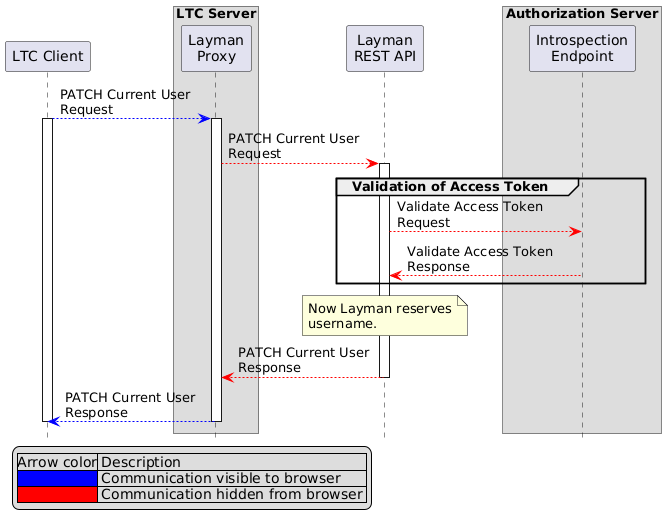 LTC Server
Authorization Server
LTC Client
Layman
Proxy
Layman
REST API
Introspection
Endpoint
PATCH Current User
Request
PATCH Current User
Request
Validation of Access Token
Validate Access Token
Request
Validate Access Token
Response
Now Layman reserves
username.
PATCH Current User
Response
PATCH Current User
Response
Arrow color Description
Communication visible to browser
Communication hidden from browser